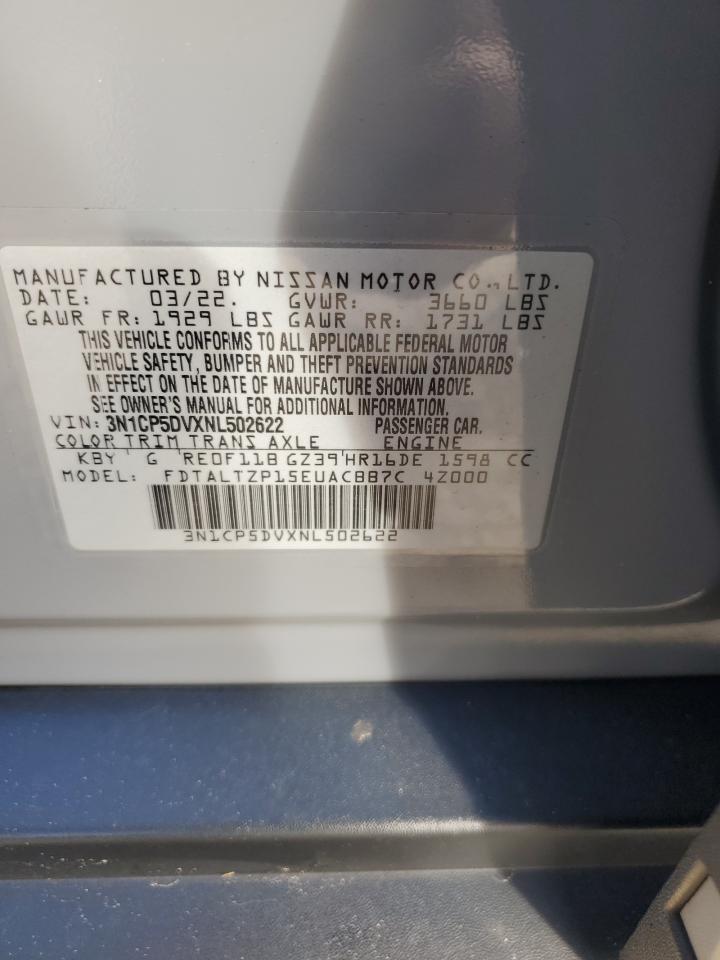 MANUFACTURED BY NISSAN MOTOR CO., LTD.
DATE: 03/22. GVWR: 3660 LBS
GAWR FR: 1929 LBS GAWR RR: 1731 LBS
THIS VEHICLE CONFORMS TO ALL APPLICABLE FEDERAL MOTOR
VEHICLE SAFETY, BUMPER AND THEFT PREVENTION STANDARDS
IN EFFECT ON THE DATE OF MANUFACTURE SHOWN ABOVE.
SEE OWNER'S MANUAL FOR ADDITIONAL INFORMATION.
VIN: 3N1CP5DVXNL502622 PASSENGER CAR.
COLOR TRIM TRANS AXLE ENGINE
KBY G RE0F11B GZ39 HR16DE 1598 CC
MODEL: FDTALTZP15EUACBB7C 4Z000
3N1CP5DVXNL502622